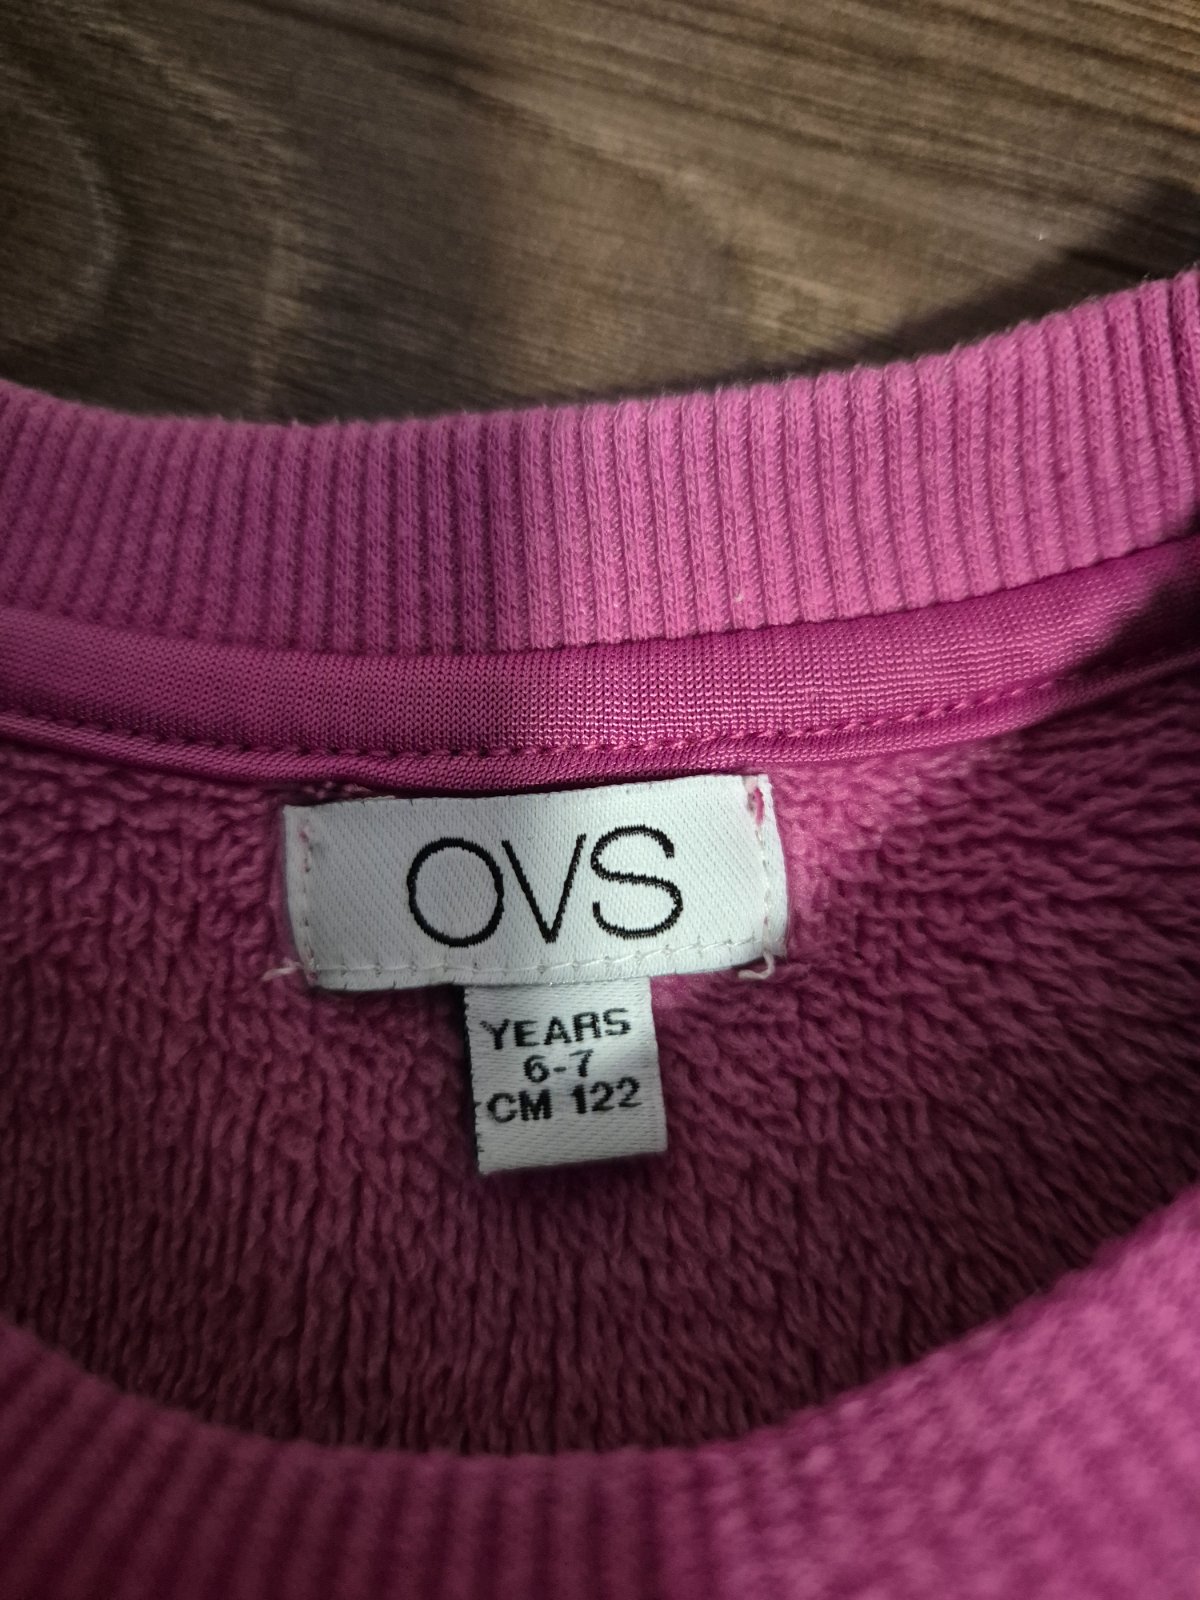 OVS
YEARS
6-7
CM 122